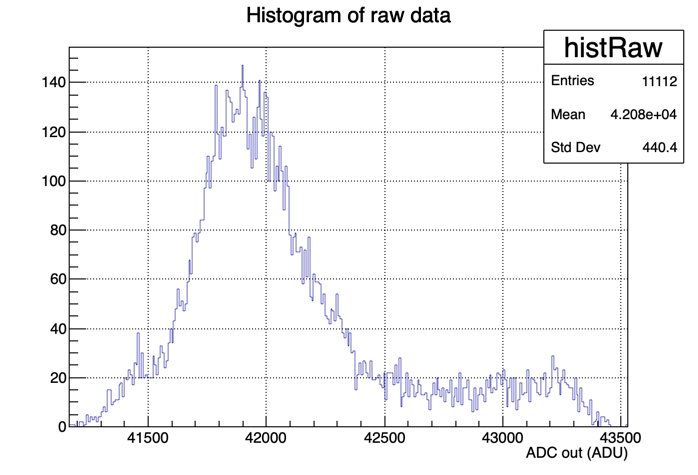 Histogram of raw data
histRaw
Entries 11112
Mean 4.208e+04
Std Dev 440.4
140
120
100
80
60
40
20
0
41500 42000 42500 43000 43500
ADC out (ADU)